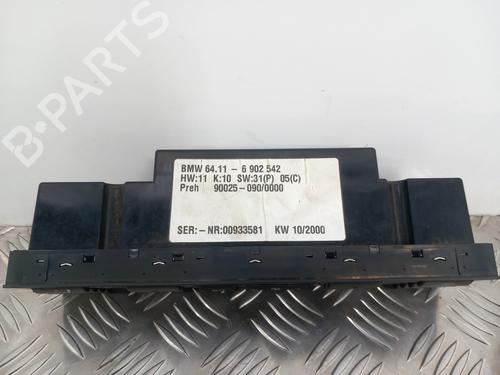 BMW 64.11 - 6 902 542
HW:11 K:10 SW:31(P) 05(C)
Preh 90025-090/0000
SER:-NR:00933581 KW 10/2000